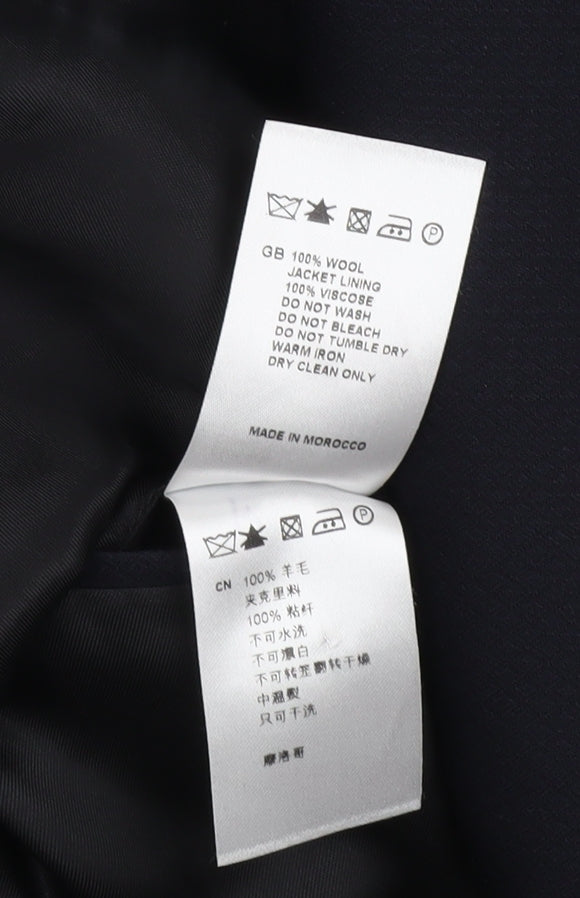 P
GB 100% WOOL
JACKET LINING
100% VISCOSE
DO NOT WASH
DO NOT BLEACH
DO NOT TUMBLE DRY
WARM IRON
DRY CLEAN ONLY
MADE IN MOROCCO
P
CN 100% 羊毛
夹克里料
100% 粘纤
不可水洗
不可漂白
不可转笼翻转干燥
中温熨
只可干洗
摩洛哥